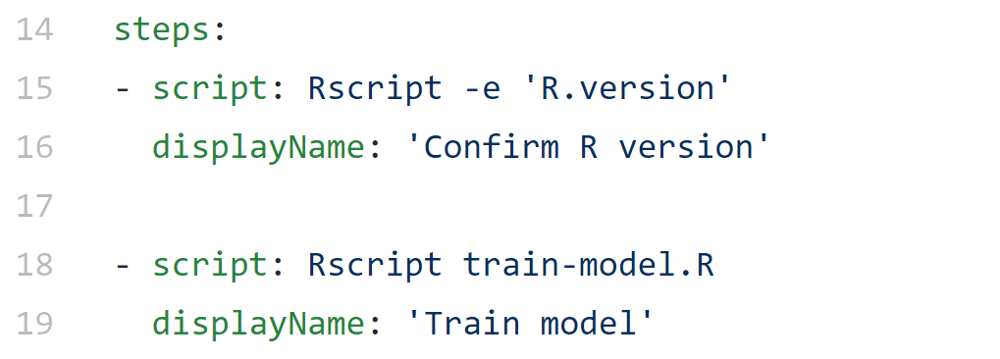 14 steps:
15 - script: Rscript -e 'R.version'
16   displayName: 'Confirm R version'
17
18 - script: Rscript train-model.R
19   displayName: 'Train model'